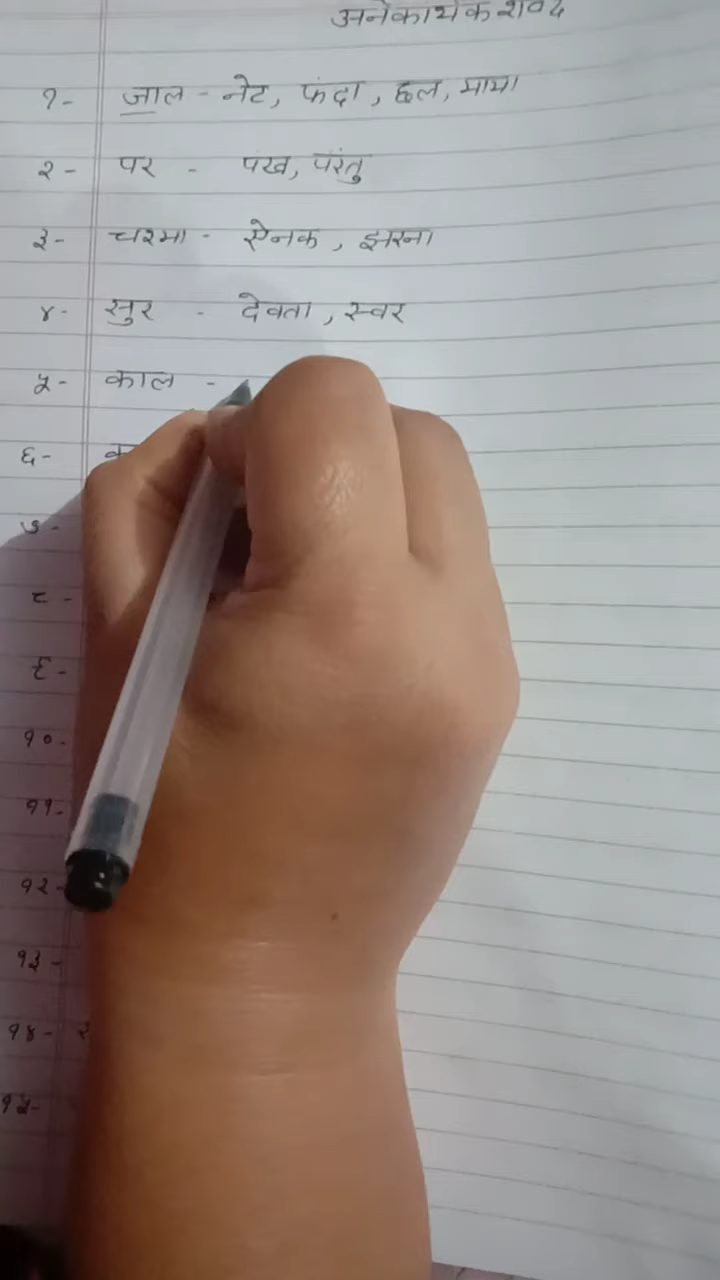 अनेकार्थक शब्द
१- जाल - नेट, फंदा, छल, माया
२- पर - पंख, परंतु
३- चश्मा - ऐनक, झरना
४- सुर - देवता, स्वर
५- काल -
६-
७-
८-
९-
१०-
११-
१२-
१३-
१४-
१५-